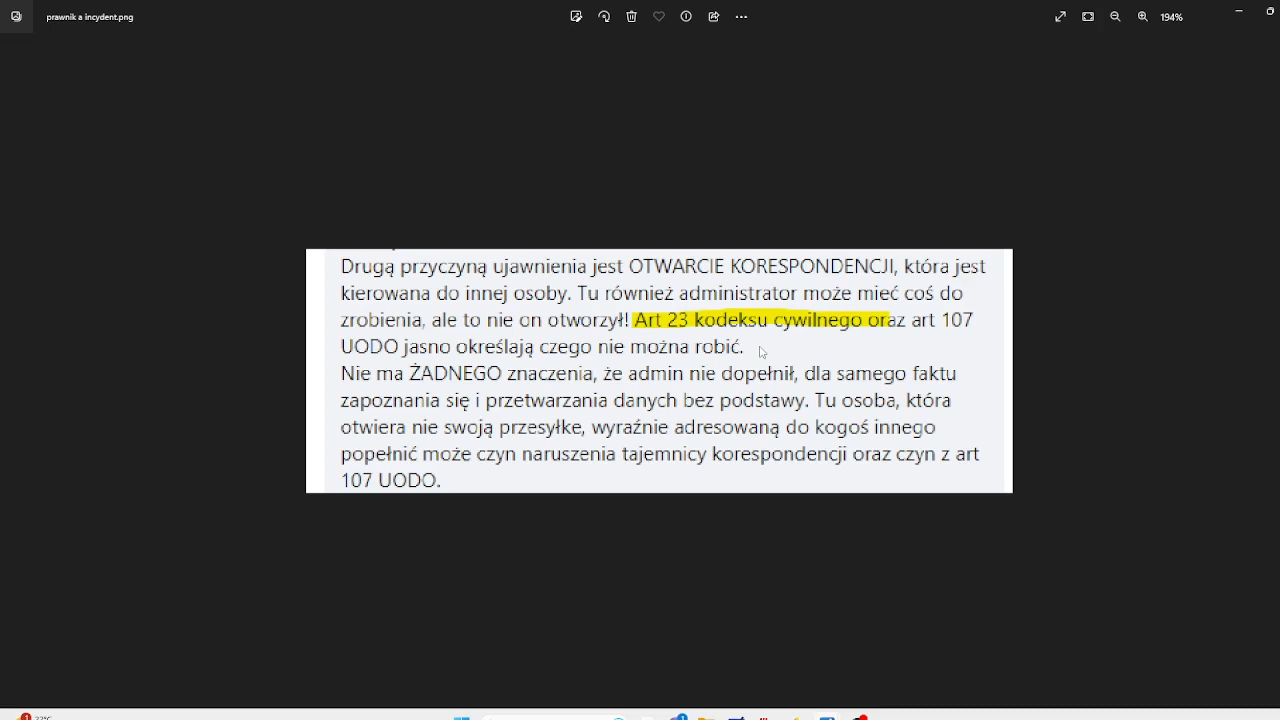 prawnik a incydent.png
194%
Drugą przyczyną ujawnienia jest OTWARCIE KORESPONDENCJI, która jest
kierowana do innej osoby. Tu również administrator może mieć coś do
zrobienia, ale to nie on otworzył! Art 23 kodeksu cywilnego oraz art 107
UODO jasno określają czego nie można robić.
Nie ma ŻADNEGO znaczenia, że admin nie dopełnił, dla samego faktu
zapoznania się i przetwarzania danych bez podstawy. Tu osoba, która
otwiera nie swoją przesyłke, wyraźnie adresowaną do kogoś innego
popełnić może czyn naruszenia tajemnicy korespondencji oraz czyn z art
107 UODO.